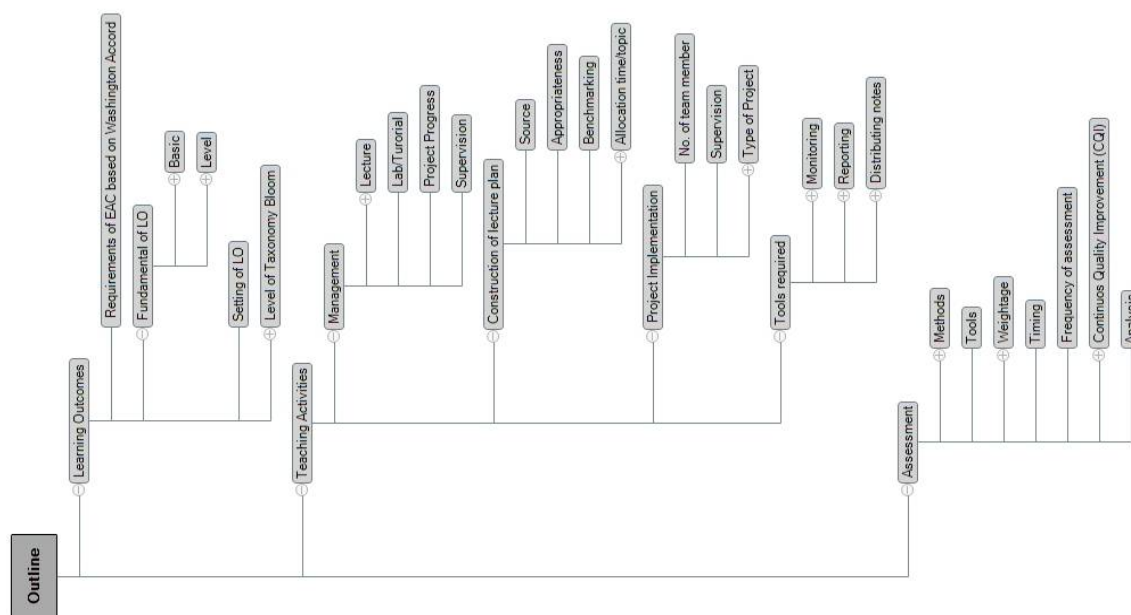 Outline
Learning Outcomes
Requirements of EAC based on Washington Accord
Fundamental of LO
Basic
Level
Setting of LO
Level of Taxonomy Bloom
Teaching Activities
Management
Lecture
Lab/Turorial
Project Progress
Supervision
Construction of lecture plan
Source
Appropriateness
Benchmarking
Allocation time/topic
Project Implementation
No. of team member
Supervision
Type of Project
Tools required
Monitoring
Reporting
Distributing notes
Assessment
Methods
Tools
Weightage
Timing
Frequency of assessment
Continuos Quality Improvement (CQI)